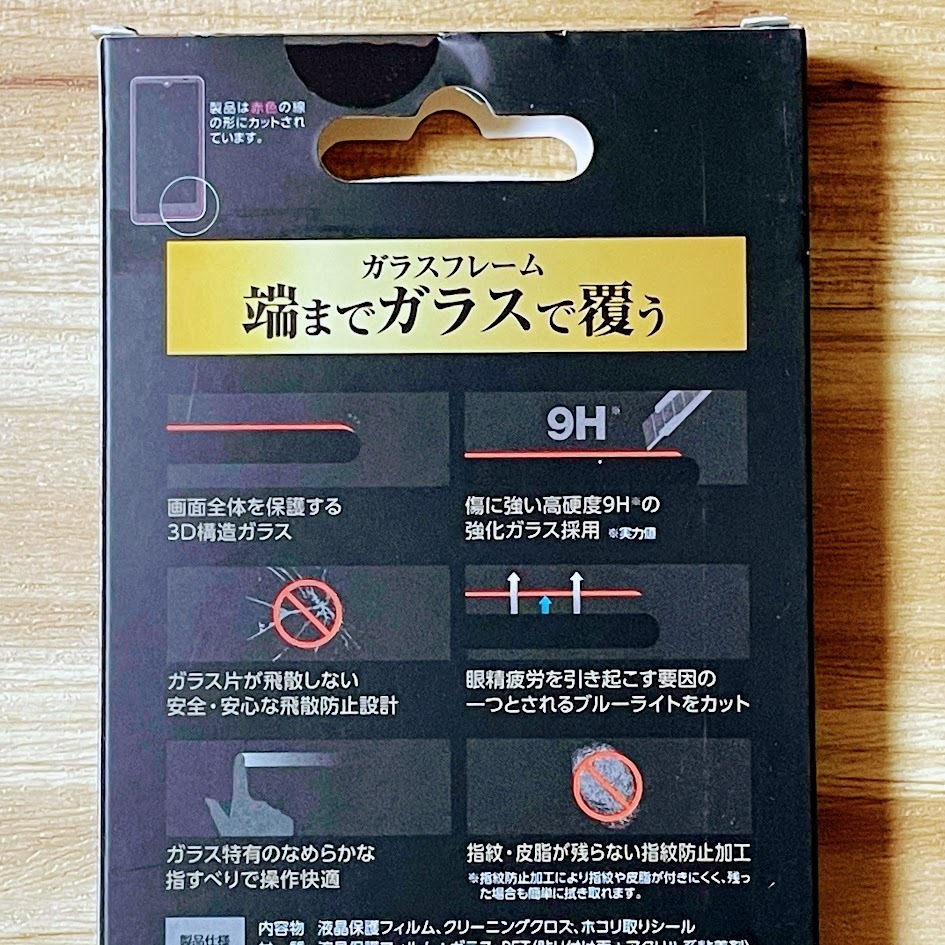 製品は赤色の線
の形にカットされ
ています。
ガラスフレーム
端までガラスで覆う
9H※
画面全体を保護する
3D構造ガラス
傷に強い高硬度9H※の
強化ガラス採用 ※実力値
ガラス片が飛散しない
安全・安心な飛散防止設計
眼精疲労を引き起こす要因の
一つとされるブルーライトをカット
ガラス特有のなめらかな
指すべりで操作快適
指紋・皮脂が残らない指紋防止加工
※指紋防止加工により指紋や皮脂が付きにくく、残っ
た場合も簡単に拭き取れます。
製品仕様
内容物 液晶保護フィルム、クリーニングクロス、ホコリ取りシール